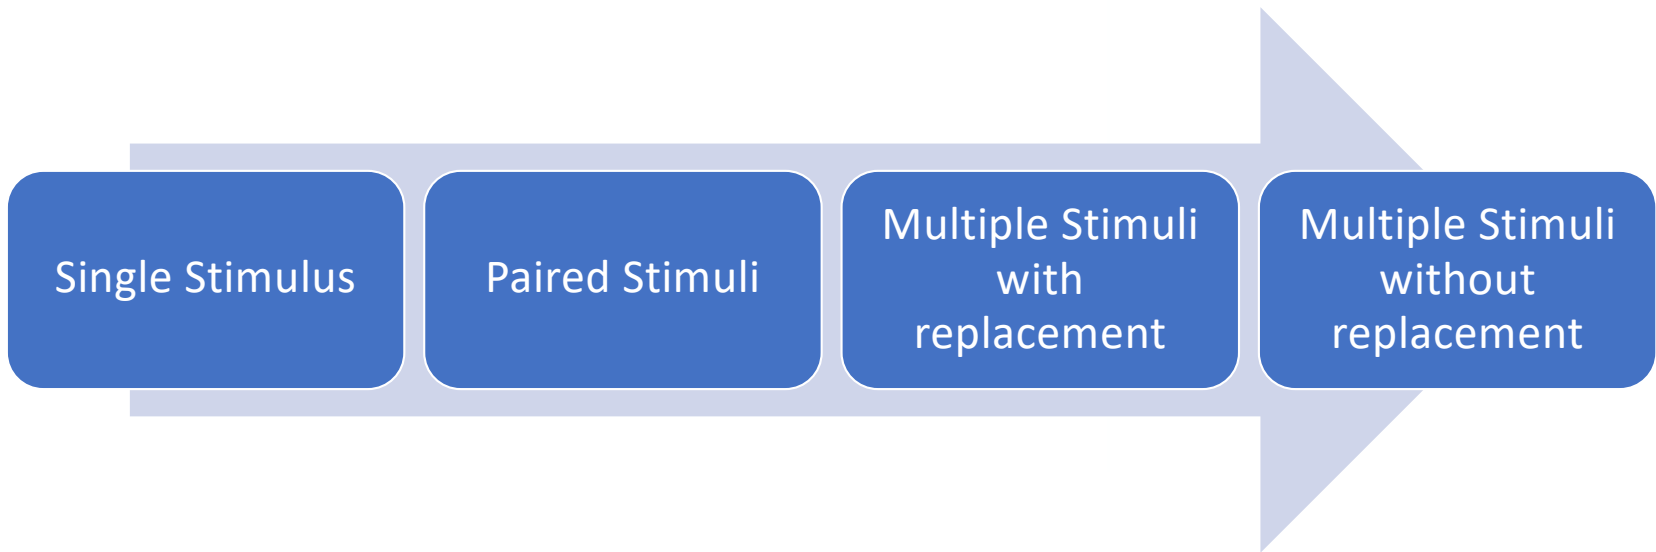 Single Stimulus
Paired Stimuli
Multiple Stimuli
with
replacement
Multiple Stimuli
without
replacement